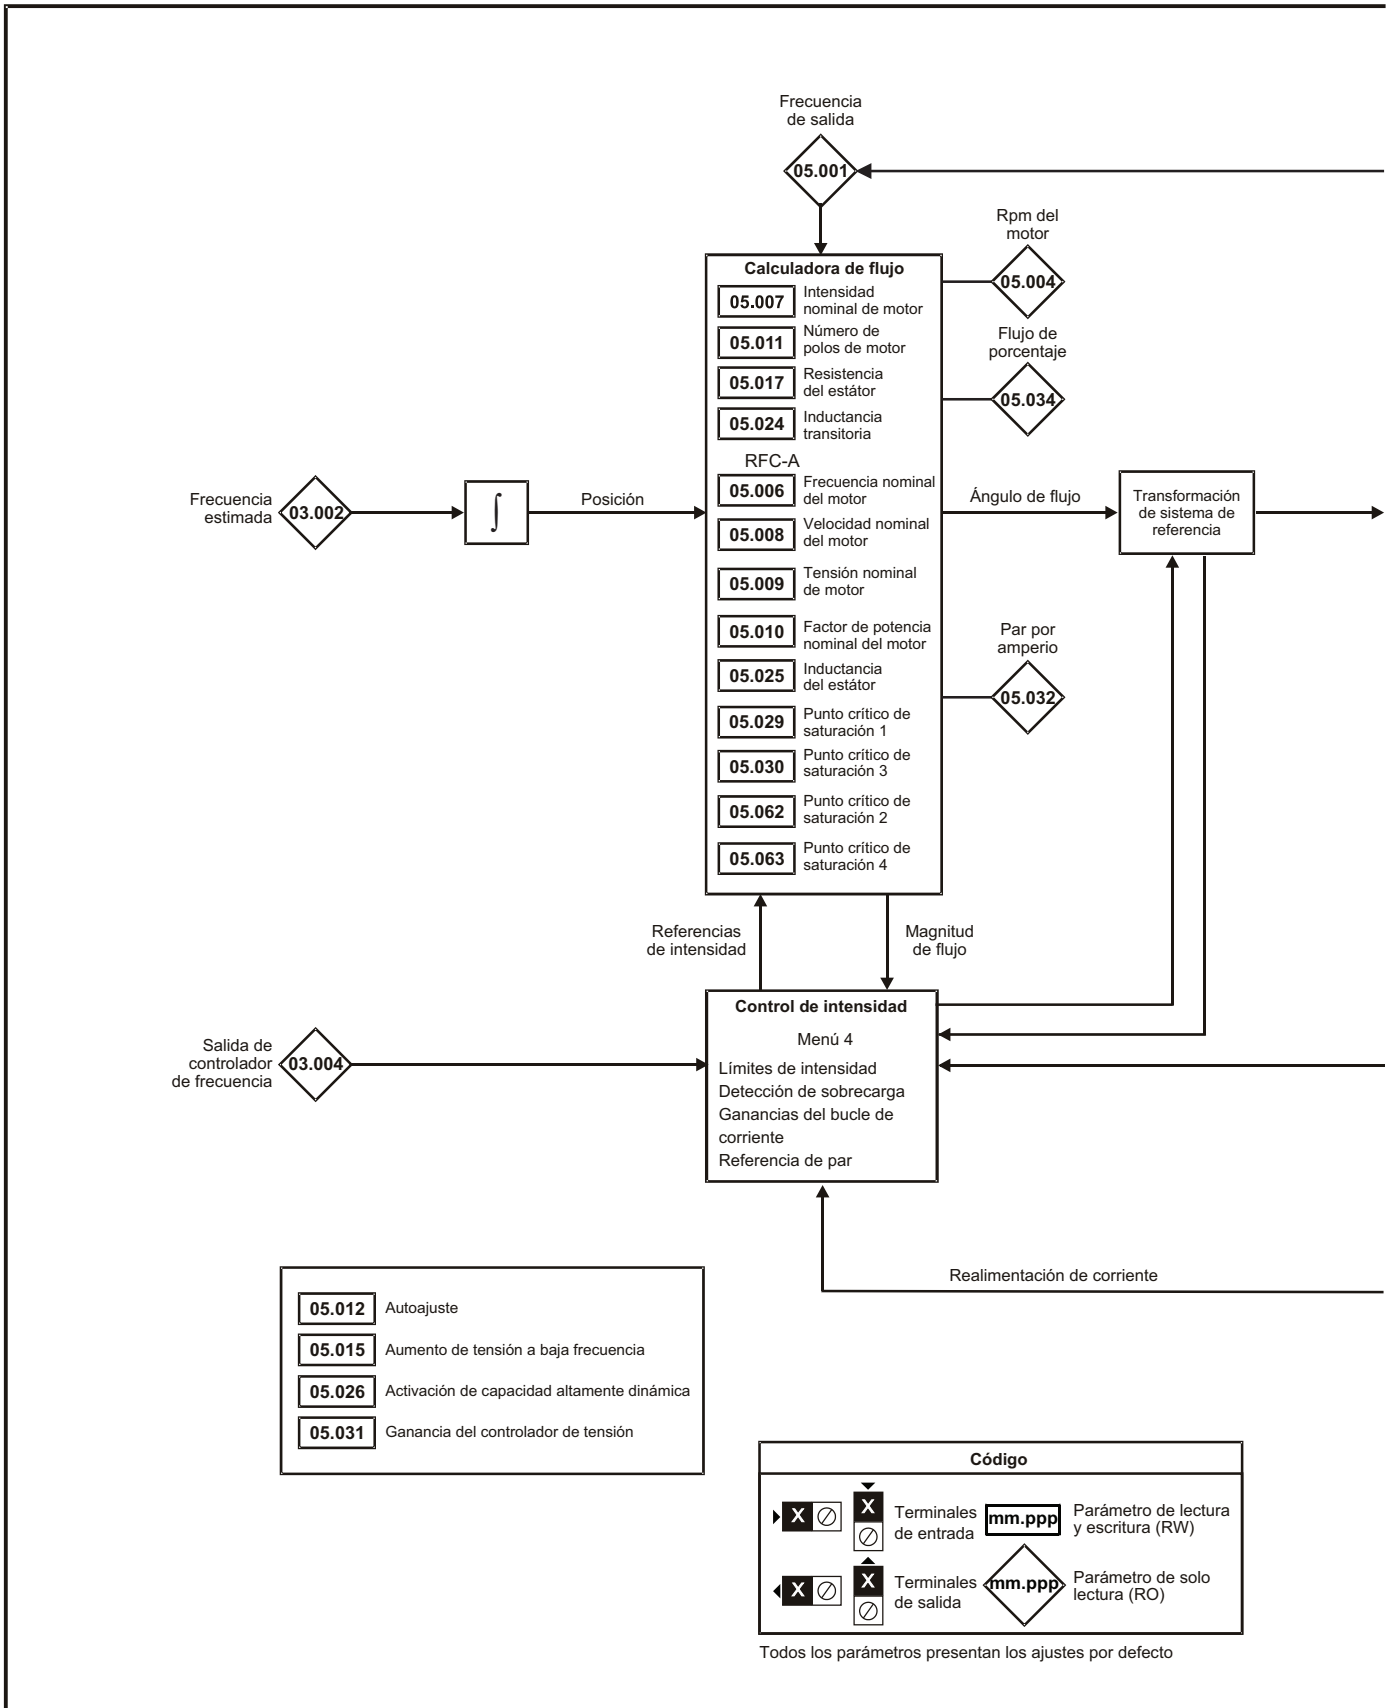 Frecuencia
de salida
05.001
Rpm del
motor
05.004
Calculadora de flujo
05.007
Intensidad
nominal de motor
05.011
Número de
polos de motor
05.017
Resistencia
del estátor
05.024
Inductancia
transitoria
Flujo de
porcentaje
05.034
RFC-A
05.006
Frecuencia nominal
del motor
05.008
Velocidad nominal
del motor
05.009
Tensión nominal
de motor
05.010
Factor de potencia
nominal del motor
05.025
Inductancia
del estátor
05.029
Punto crítico de
saturación 1
05.030
Punto crítico de
saturación 3
05.062
Punto crítico de
saturación 2
05.063
Punto crítico de
saturación 4
Frecuencia
estimada
03.002
∫
Posición
Ángulo de flujo
Transformación
de sistema de
referencia
Par por
amperio
05.032
Referencias
de intensidad
Magnitud
de flujo
Control de intensidad
Menú 4
Límites de intensidad
Detección de sobrecarga
Ganancias del bucle de
corriente
Referencia de par
Salida de
controlador
de frecuencia
03.004
Realimentación de corriente
05.012 Autoajuste
05.015 Aumento de tensión a baja frecuencia
05.026 Activación de capacidad altamente dinámica
05.031 Ganancia del controlador de tensión
Código
X
X
Terminales
de entrada
mm.ppp
Parámetro de lectura
y escritura (RW)
X
X
Terminales
de salida
mm.ppp
Parámetro de solo
lectura (RO)
Todos los parámetros presentan los ajustes por defecto